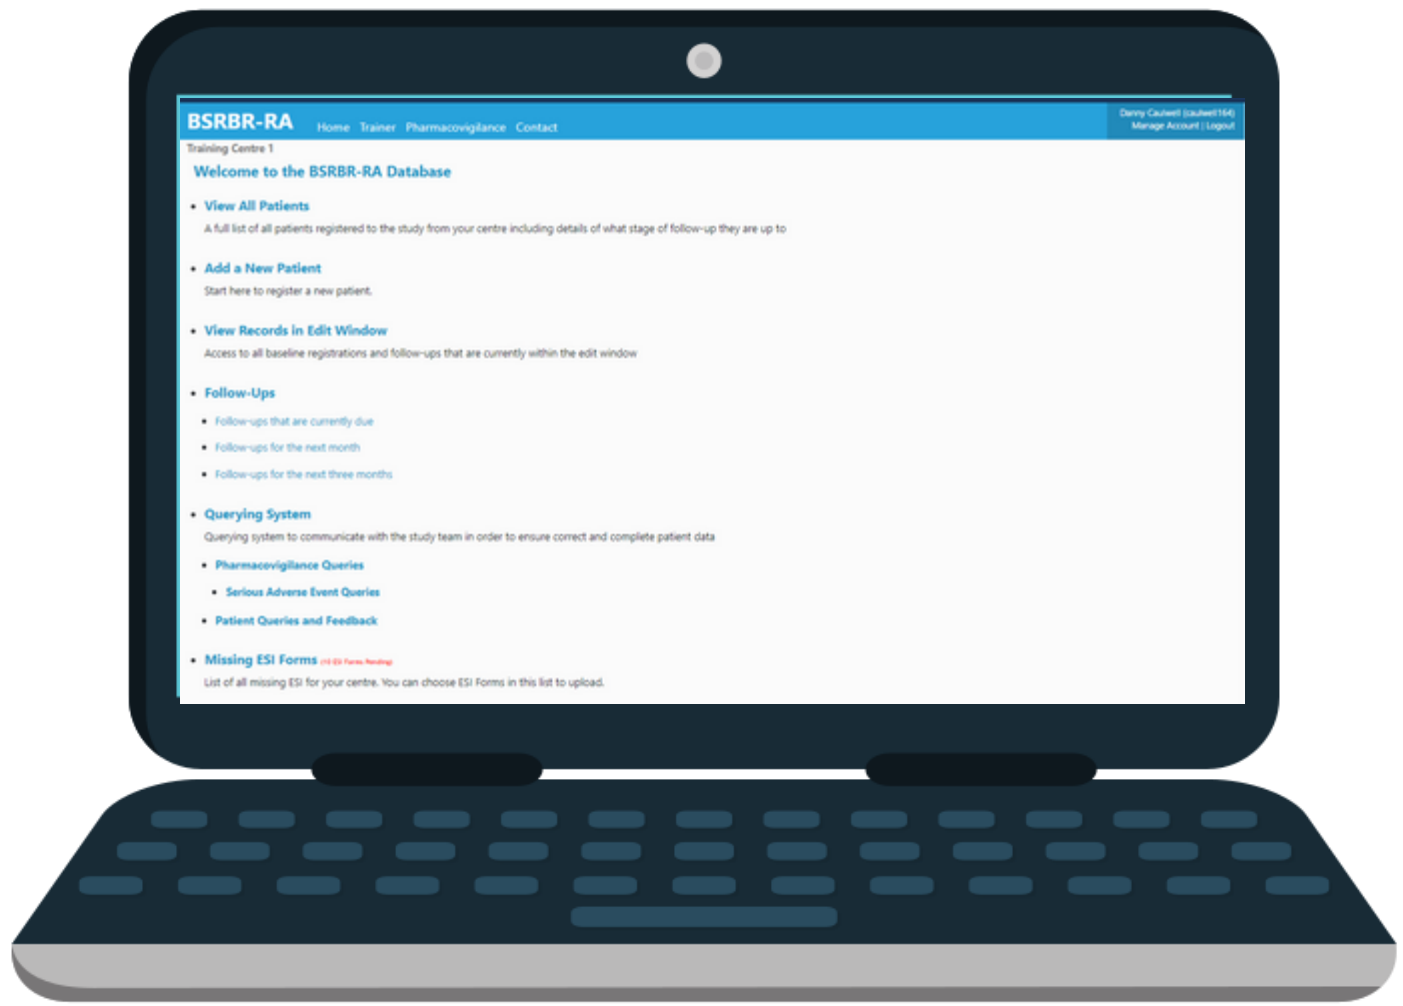 BSRBR-RA Home Trainer Pharmacovigilance Contact
Danny Caulwell (caulwell164)
Manage Account | Logout
Training Centre 1
Welcome to the BSRBR-RA Database
View All Patients
A full list of all patients registered to the study from your centre including details of what stage of follow-up they are up to
Add a New Patient
Start here to register a new patient.
View Records in Edit Window
Access to all baseline registrations and follow-ups that are currently within the edit window
Follow-Ups
Follow-ups that are currently due
Follow-ups for the next month
Follow-ups for the next three months
Querying System
Querying system to communicate with the study team in order to ensure correct and complete patient data
Pharmacovigilance Queries
Serious Adverse Event Queries
Patient Queries and Feedback
Missing ESI Forms (10 ESI Forms Pending)
List of all missing ESI for your centre. You can choose ESI Forms in this list to upload.